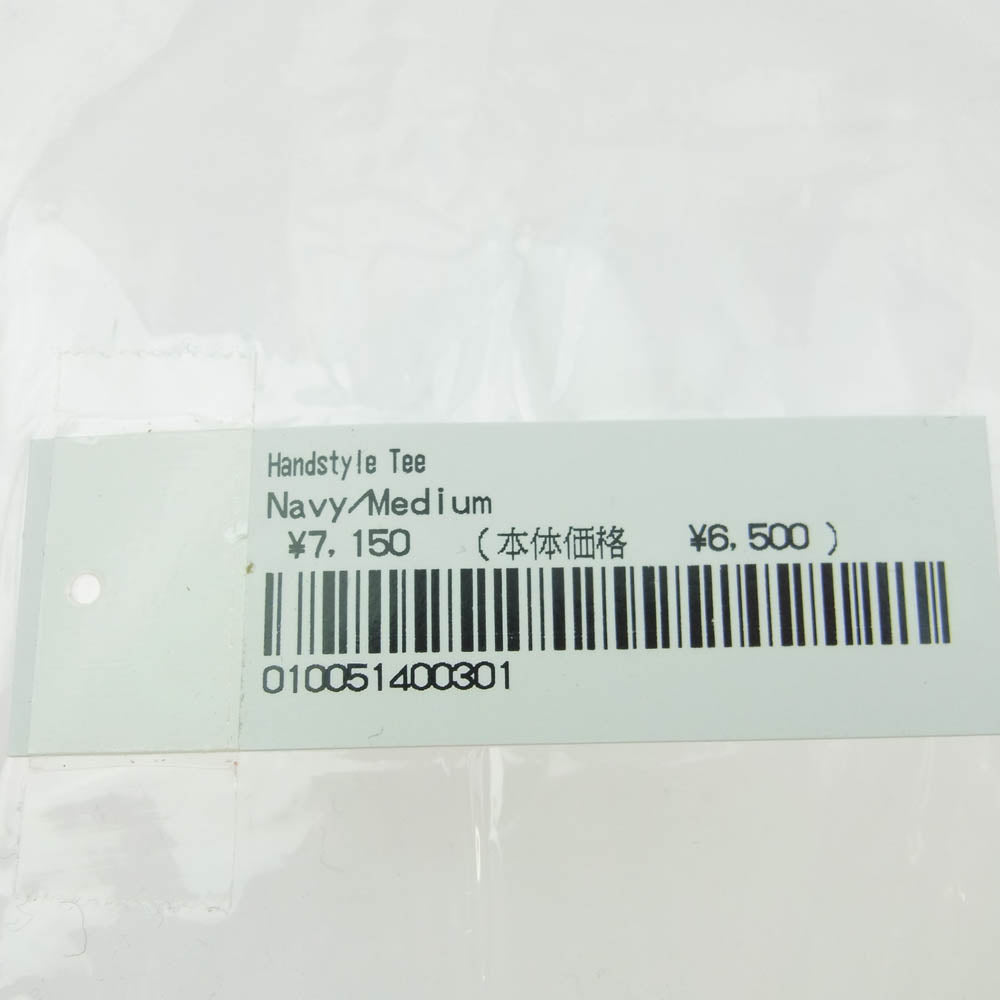 Handstyle Tee
Navy/Medium
¥7,150 (本体価格 ¥6,500)
010051400301